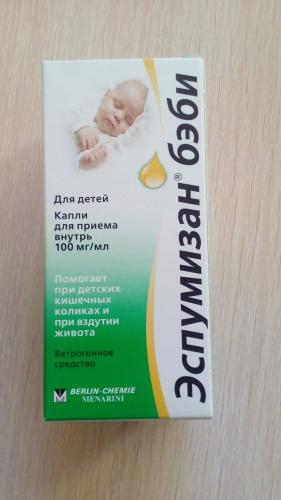 Эспумизан® бэби
Для детей
Капли
для приема
внутрь
100 мг/мл
Помогает
при детских
кишечных
коликах и
при вздутии
живота
Ветрогонное
средство
BERLIN-CHEMIE
MENARINI